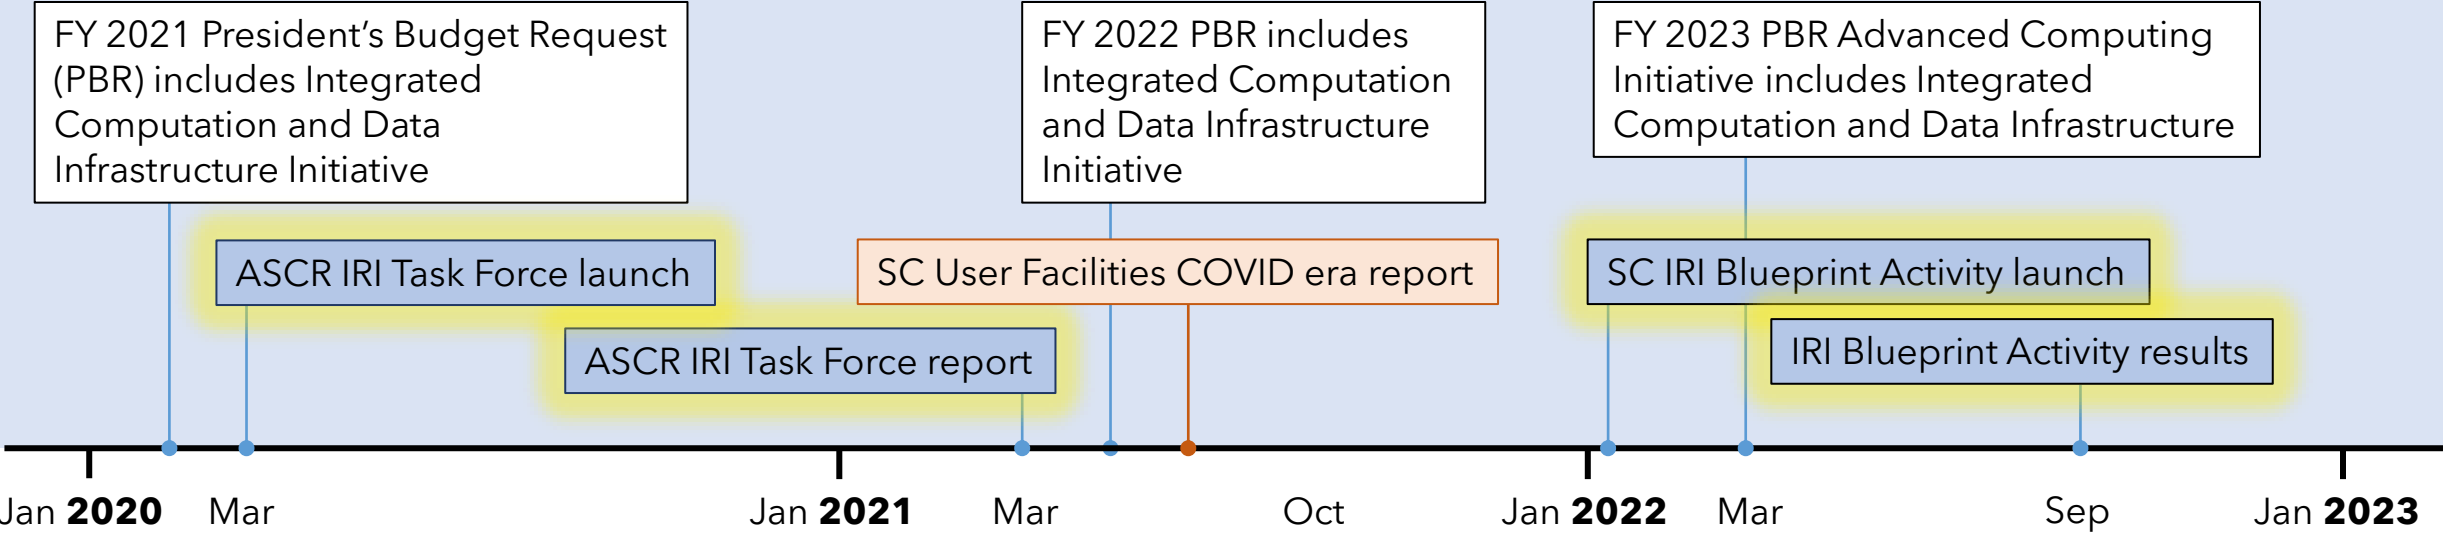 FY 2021 President's Budget Request
(PBR) includes Integrated
Computation and Data
Infrastructure Initiative
FY 2022 PBR includes
Integrated Computation
and Data Infrastructure
Initiative
FY 2023 PBR Advanced Computing
Initiative includes Integrated
Computation and Data Infrastructure
ASCR IRI Task Force launch
SC User Facilities COVID era report
SC IRI Blueprint Activity launch
ASCR IRI Task Force report
IRI Blueprint Activity results
Jan 2020 Mar Jan 2021 Mar Oct Jan 2022 Mar Sep Jan 2023